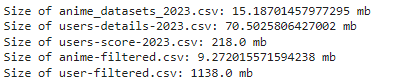 Size of anime_datasets_2023.csv: 15.18701457977295 mb
Size of users-details-2023.csv: 70.5025806427002 mb
Size of users-score-2023.csv: 218.0 mb
Size of anime-filtered.csv: 9.272015571594238 mb
Size of user-filtered.csv: 1138.0 mb